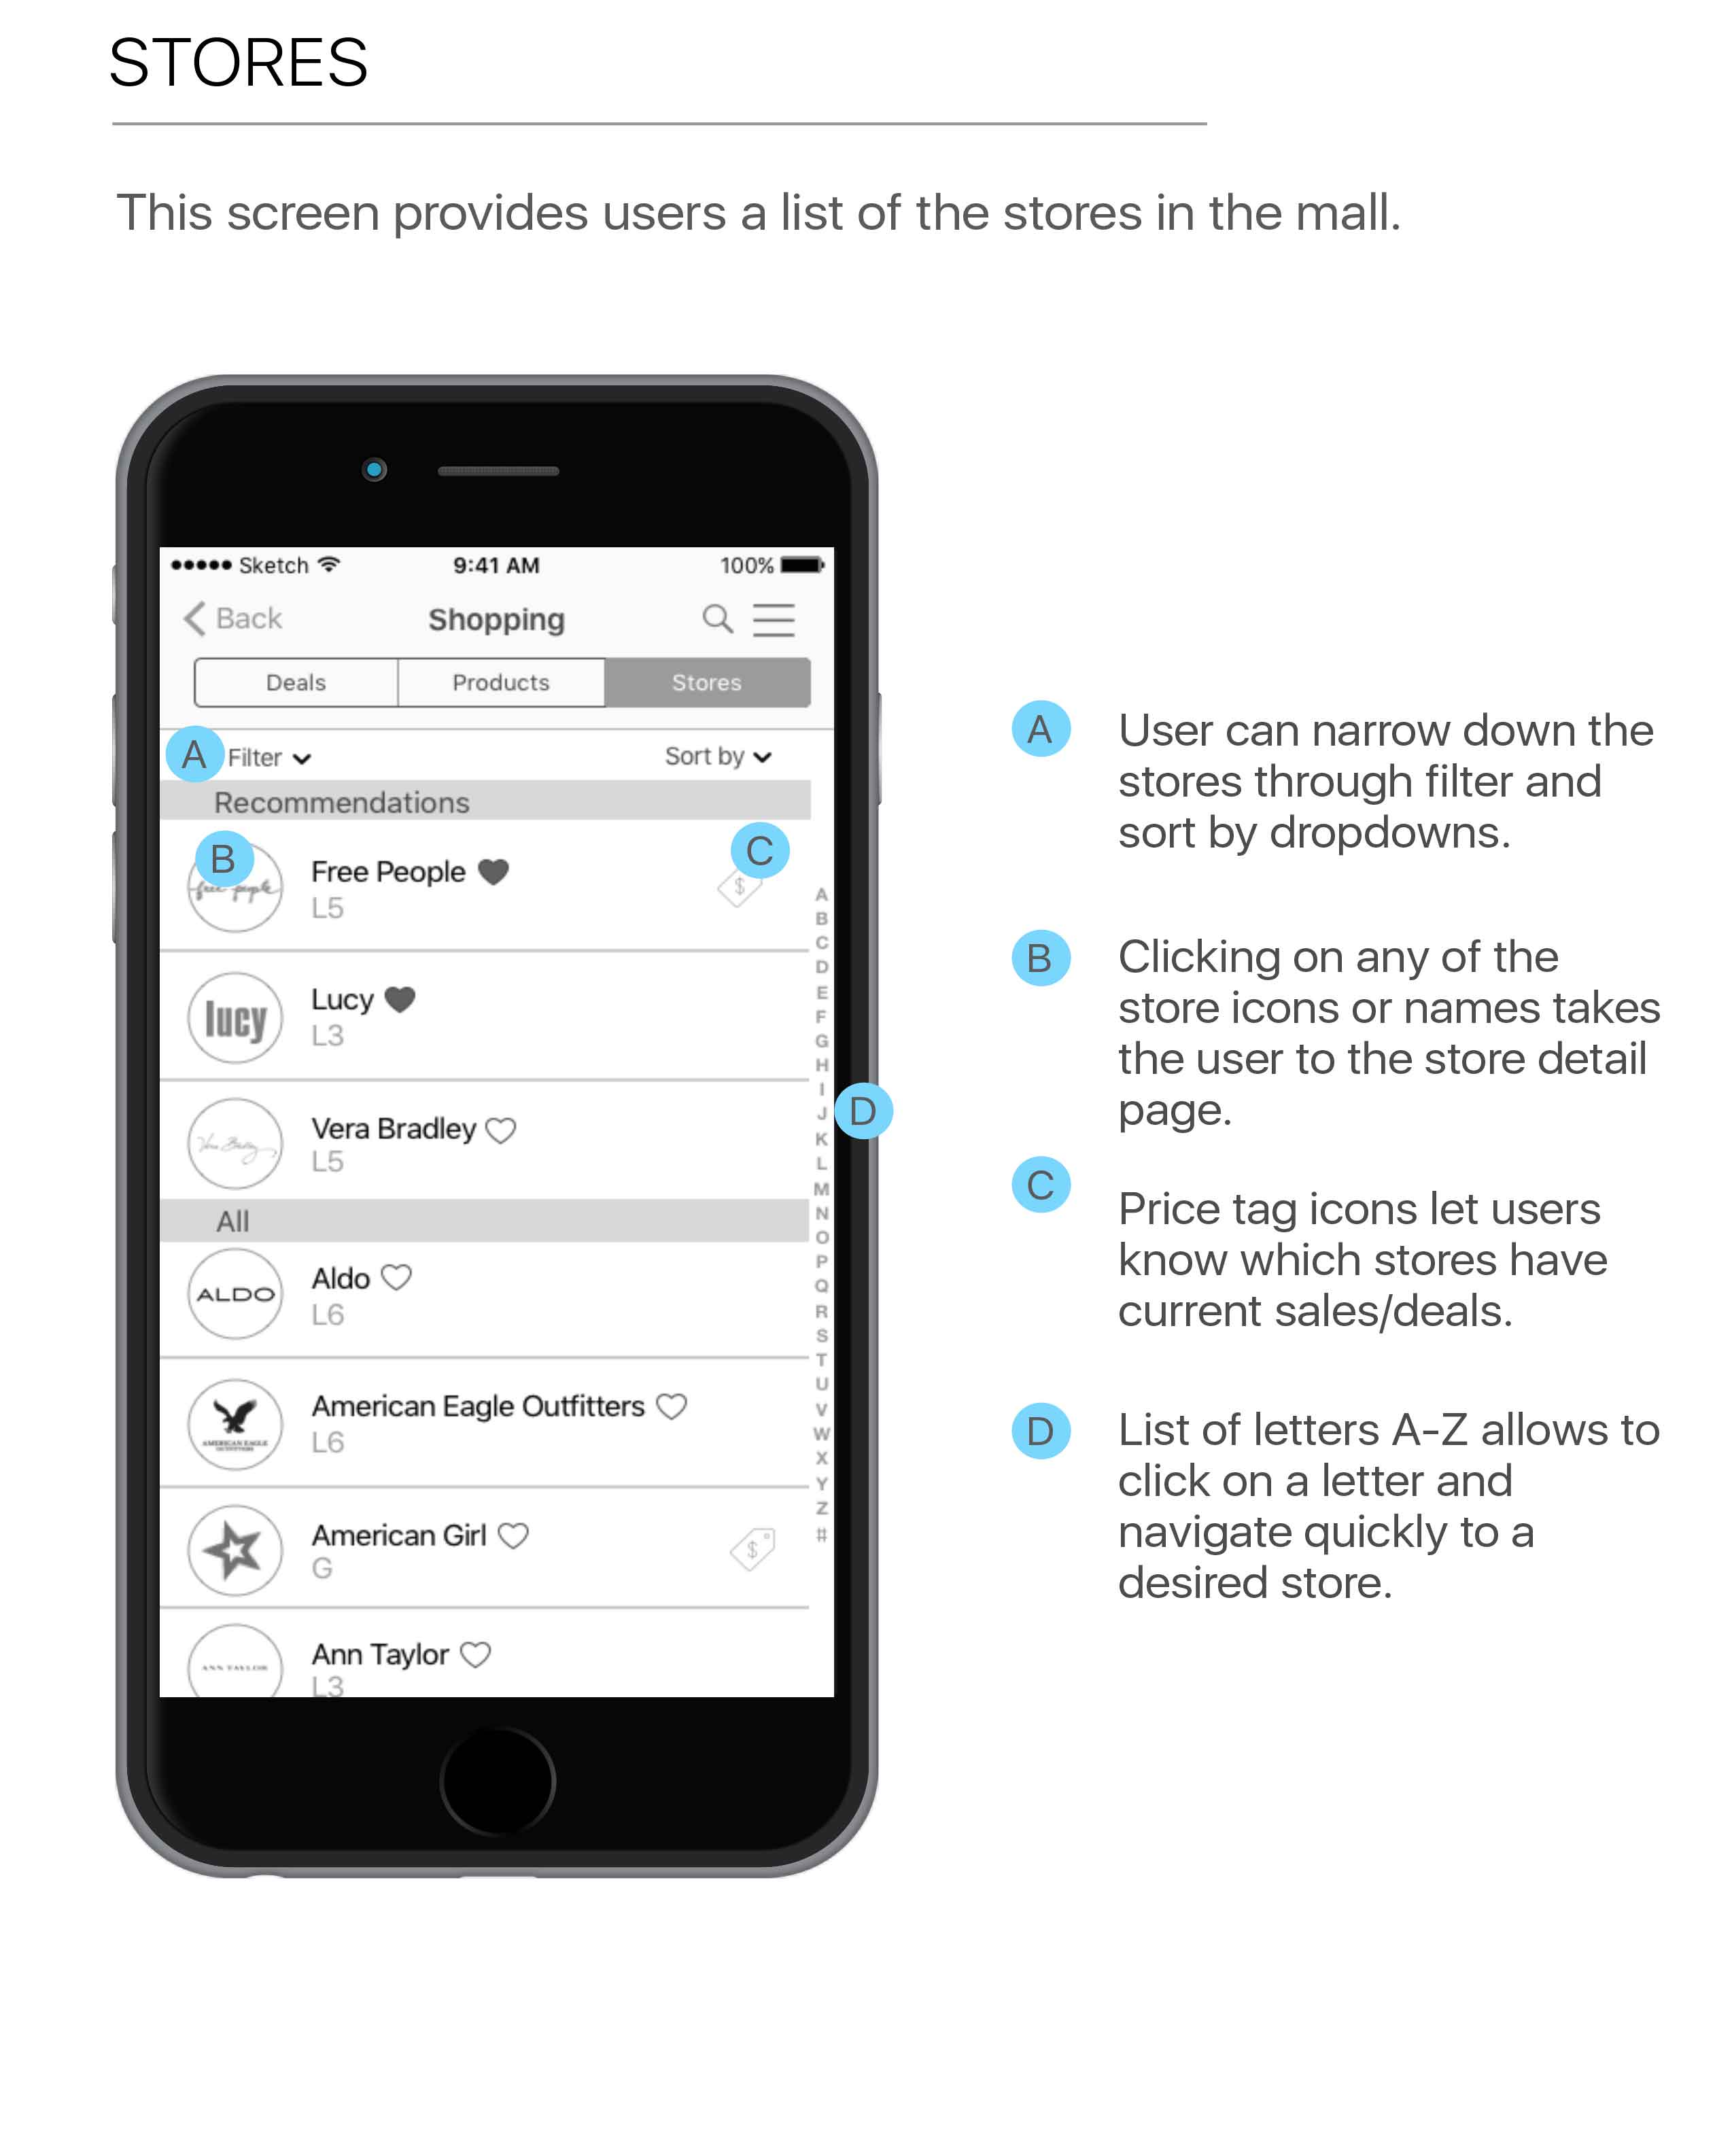 STORES
This screen provides users a list of the stores in the mall.
Sketch 9:41 AM 100%
Back Shopping
Deals Products Stores
A Filter Sort by
Recommendations
B C
free people Free People $
L5
lucy Lucy
L3
Vera Bradley Vera Bradley
L5
All
ALDO Aldo
L6
American Eagle Outfitters
AMERICAN EAGLE
OUTFITTERS
L6
American Girl $
G
ANN TAYLOR Ann Taylor
L3
A
B
C
D
E
F
G
H
I
J
K
L
M
N
O
P
Q
R
S
T
U
V
W
X
Y
Z
#
D
A User can narrow down the
stores through filter and
sort by dropdowns.
B Clicking on any of the
store icons or names takes
the user to the store detail
page.
C Price tag icons let users
know which stores have
current sales/deals.
D List of letters A-Z allows to
click on a letter and
navigate quickly to a
desired store.